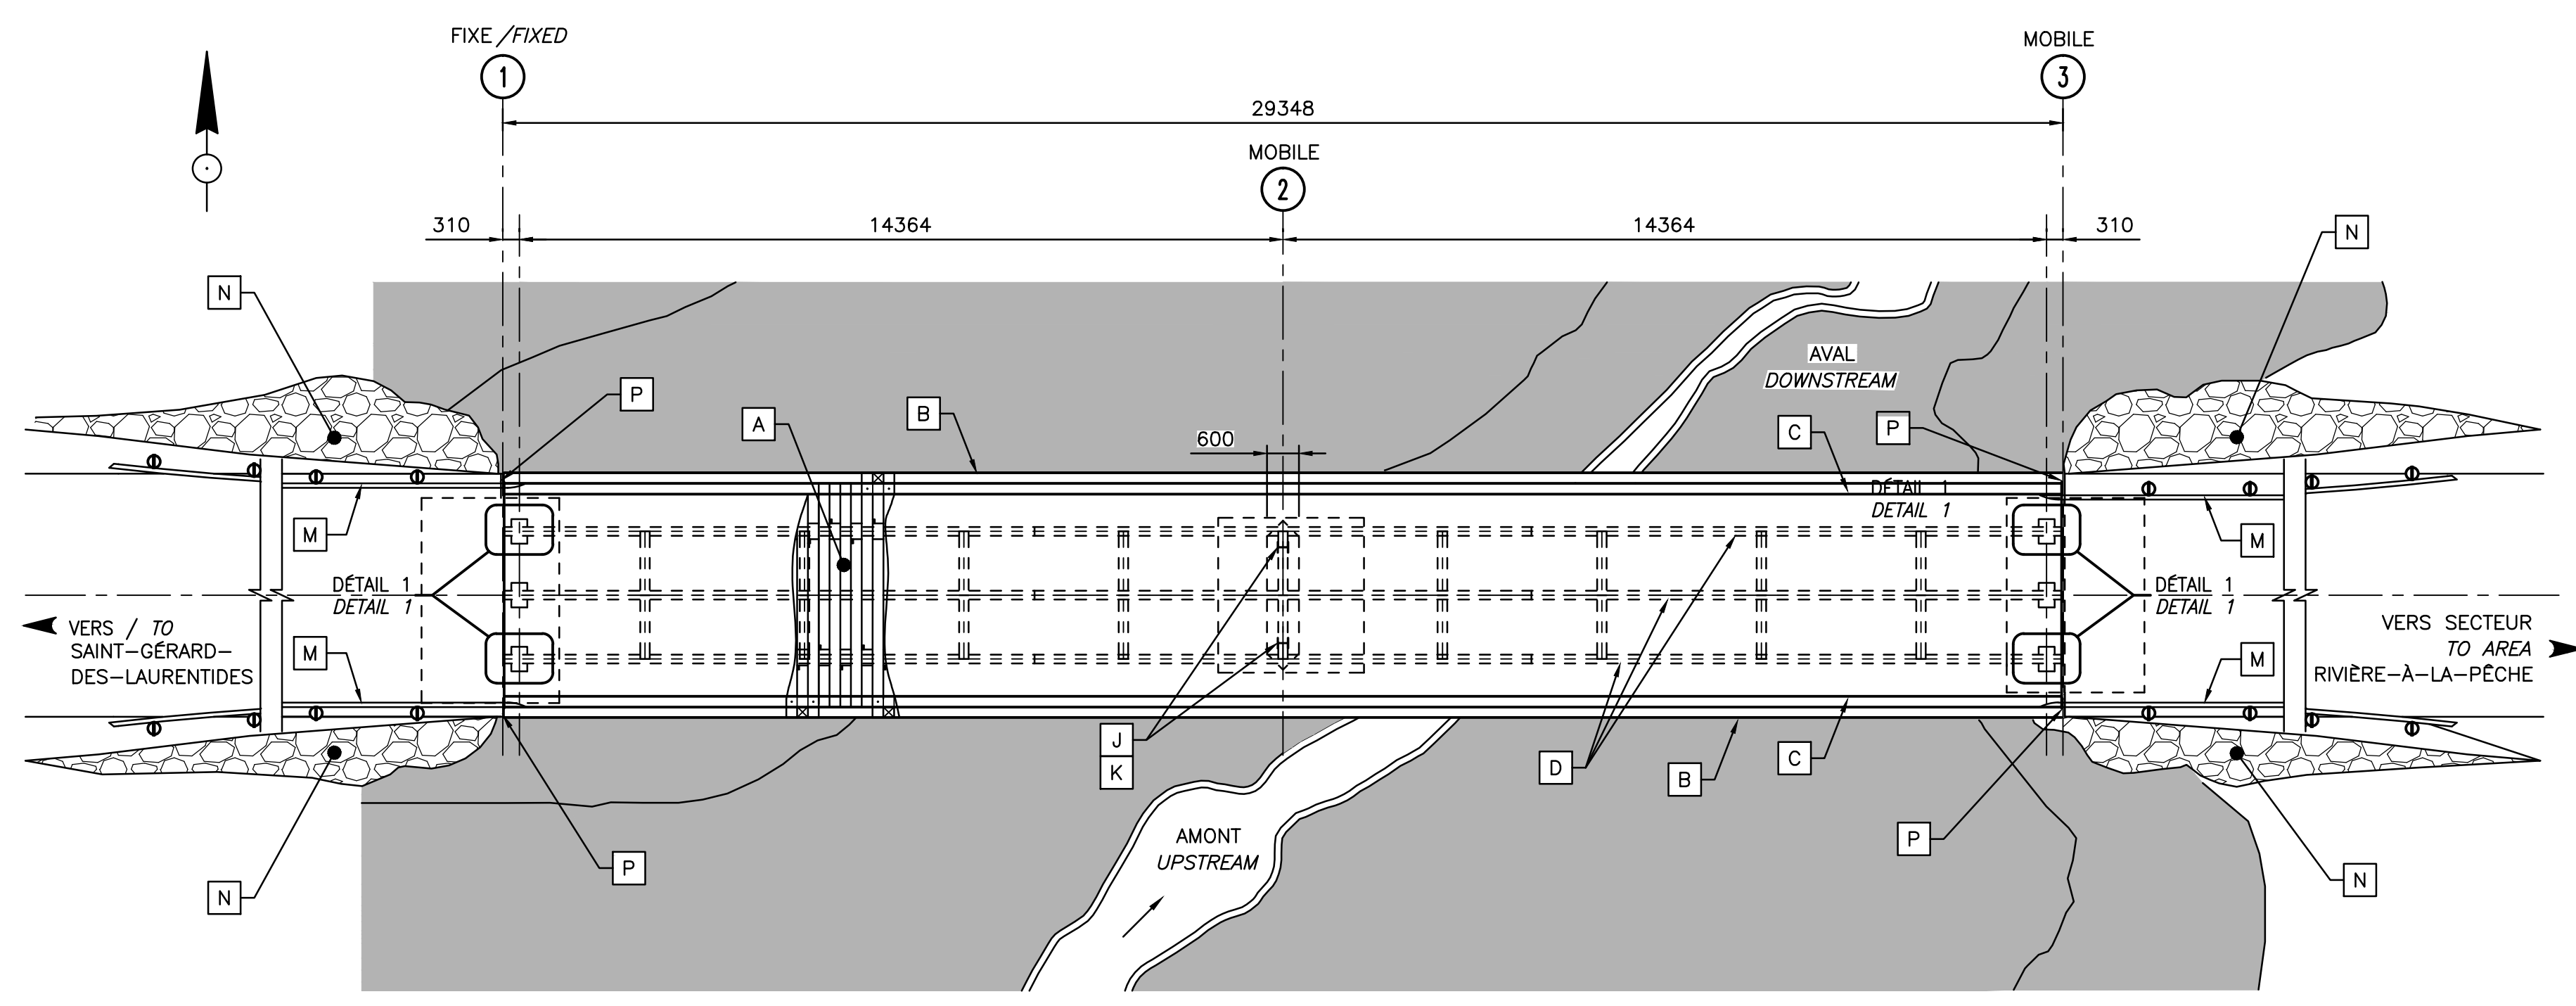 FIXE /FIXED
1
MOBILE
3
29348
MOBILE
2
310
14364
14364
310
N
N
AVAL
DOWNSTREAM
P
A
B
C
P
600
DÉTAIL 1
DETAIL 1
M
M
DÉTAIL 1
DETAIL 1
DÉTAIL 1
DETAIL 1
VERS / TO
SAINT-GÉRARD-
DES-LAURENTIDES
VERS SECTEUR
TO AREA
RIVIÈRE-À-LA-PÊCHE
M
M
J
K
D
B
C
AMONT
UPSTREAM
P
P
N
N